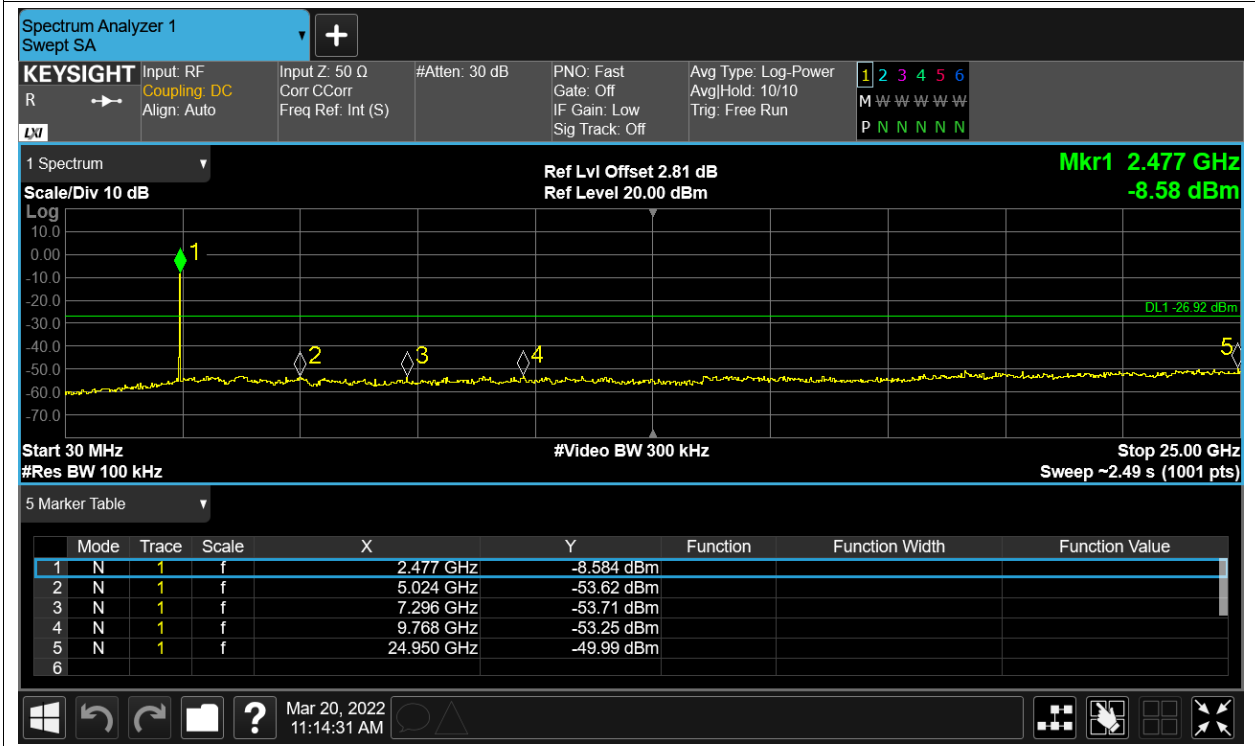 Spectrum Analyzer 1
Swept SA
+
KEYSIGHT
R
LXI
Input: RF
Coupling: DC
Align: Auto
Input Z: 50 Ω
Corr CCorr
Freq Ref: Int (S)
#Atten: 30 dB
PNO: Fast
Gate: Off
IF Gain: Low
Sig Track: Off
Avg Type: Log-Power
Avg|Hold: 10/10
Trig: Free Run
1 2 3 4 5 6
M W W W W W
P N N N N N
1 Spectrum
Scale/Div 10 dB
Ref Lvl Offset 2.81 dB
Ref Level 20.00 dBm
Mkr1 2.477 GHz
-8.58 dBm
Log
10.0
0.00
-10.0
-20.0
-30.0
-40.0
-50.0
-60.0
-70.0
1
2
3
4
5
DL1 -26.92 dBm
Start 30 MHz
#Video BW 300 kHz
Stop 25.00 GHz
#Res BW 100 kHz
Sweep ~2.49 s (1001 pts)
5 Marker Table
Mode Trace Scale X Y Function Function Width Function Value
1 N 1 f 2.477 GHz -8.584 dBm
2 N 1 f 5.024 GHz -53.62 dBm
3 N 1 f 7.296 GHz -53.71 dBm
4 N 1 f 9.768 GHz -53.25 dBm
5 N 1 f 24.950 GHz -49.99 dBm
6
?
Mar 20, 2022
11:14:31 AM